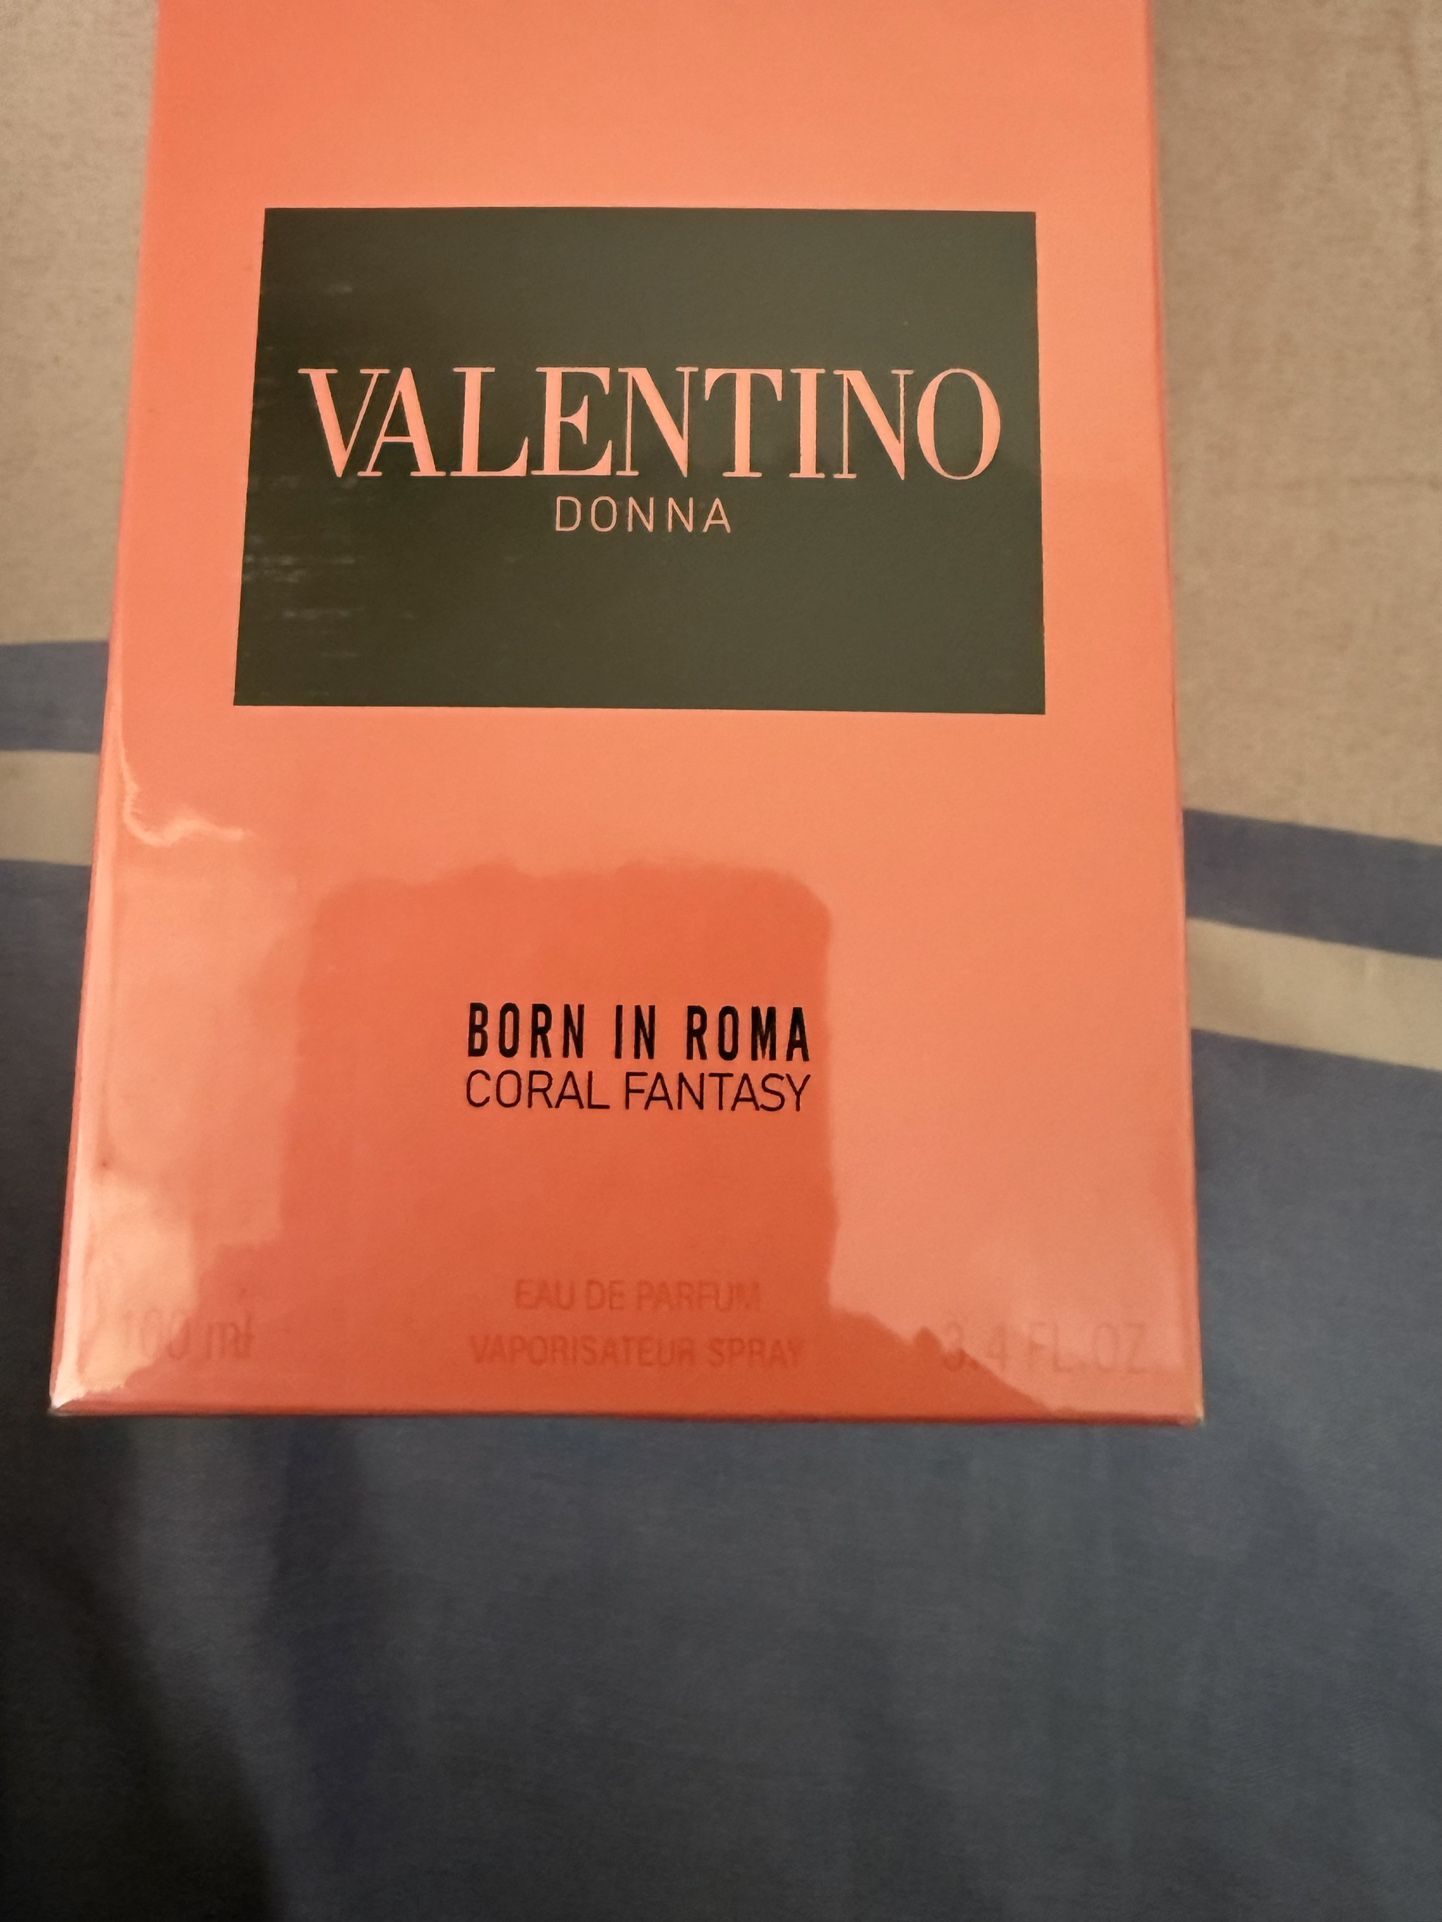 VALENTINO
DONNA
BORN IN ROMA
CORAL FANTASY
EAU DE PARFUM
VAPORISATEUR SPRAY
100 ml
3.4 FL.OZ